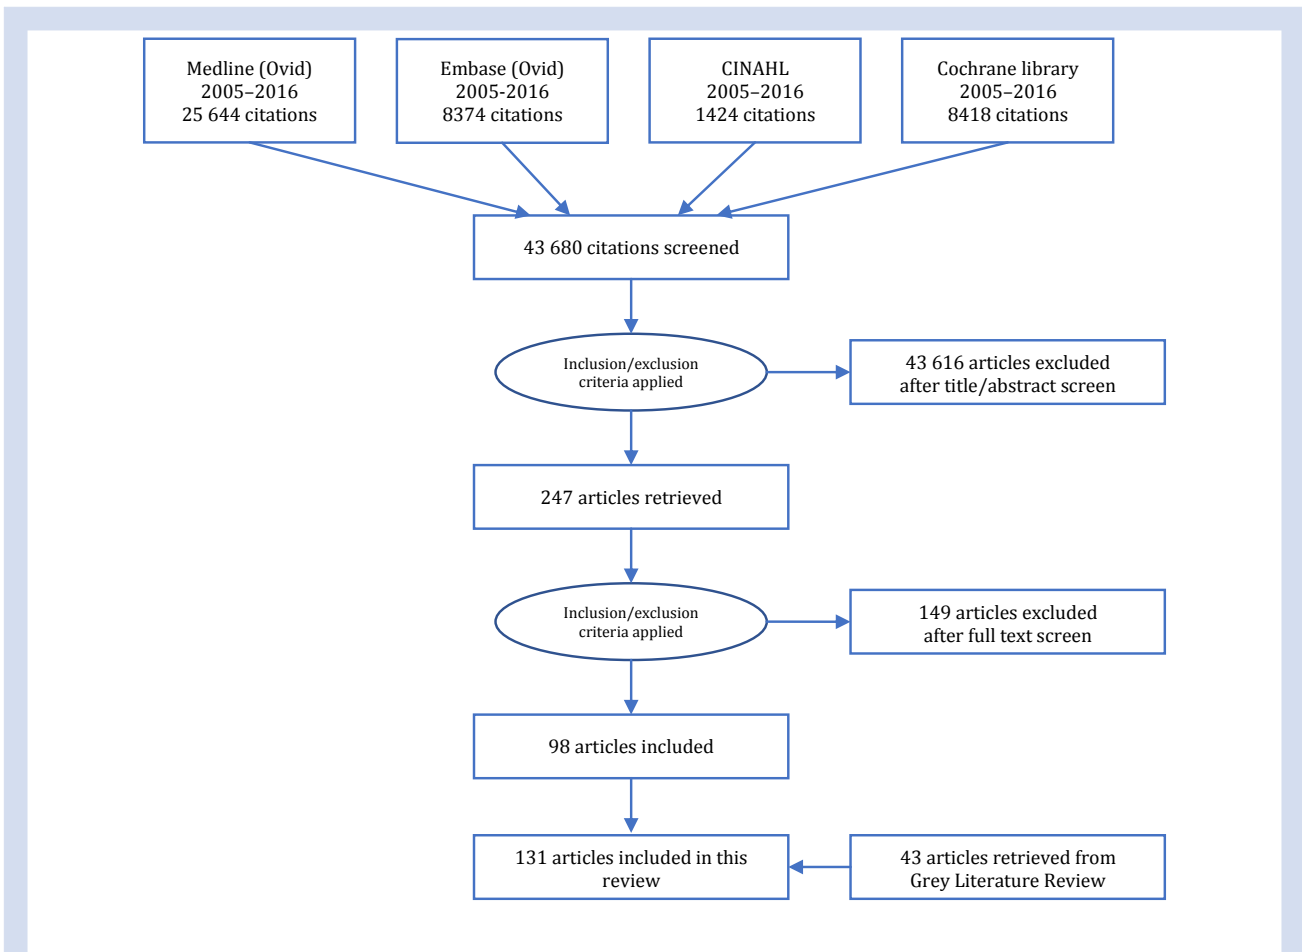 Medline (Ovid)
2005–2016
25 644 citations
Embase (Ovid)
2005-2016
8374 citations
CINAHL
2005–2016
1424 citations
Cochrane library
2005–2016
8418 citations
43 680 citations screened
Inclusion/exclusion
criteria applied
43 616 articles excluded
after title/abstract screen
247 articles retrieved
Inclusion/exclusion
criteria applied
149 articles excluded
after full text screen
98 articles included
131 articles included in this
review
43 articles retrieved from
Grey Literature Review